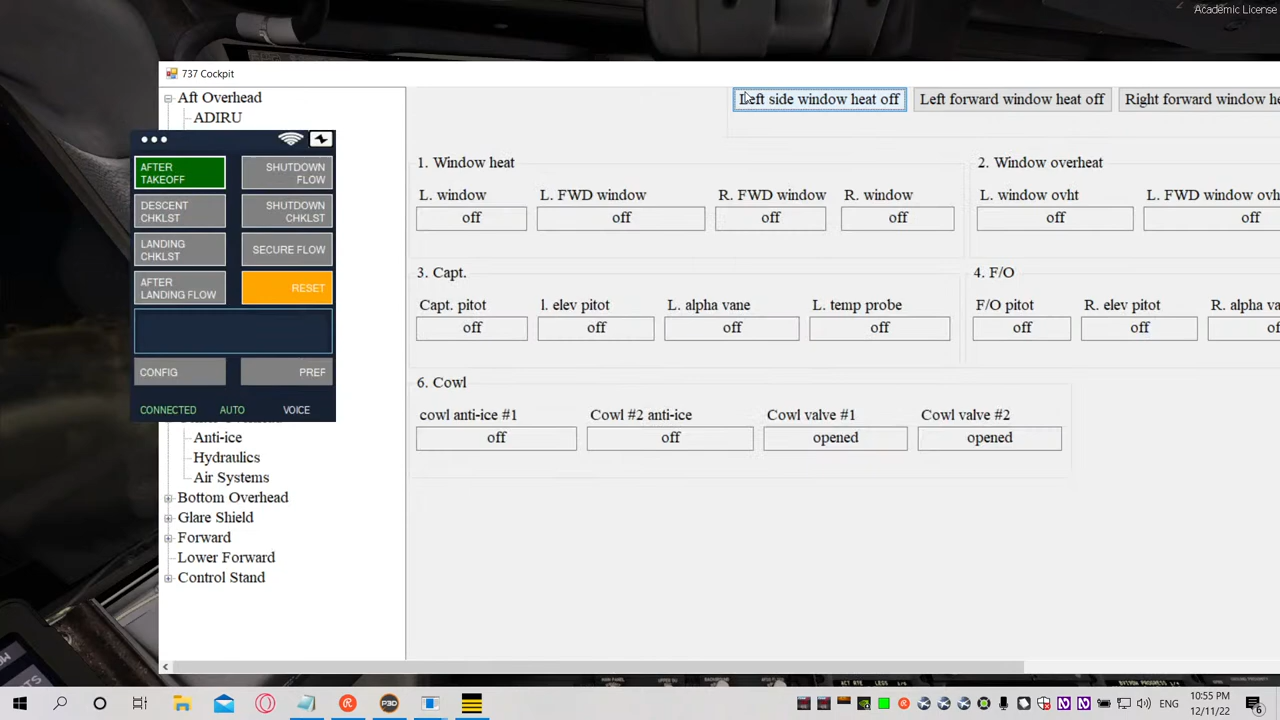 Academic License
737 Cockpit
Aft Overhead
ADIRU
Left side window heat off
Left forward window heat off
Right forward window he
AFTER TAKEOFF
SHUTDOWN FLOW
DESCENT CHKLST
SHUTDOWN CHKLST
LANDING CHKLST
SECURE FLOW
AFTER LANDING FLOW
RESET
CONFIG
PREF
CONNECTED
AUTO
VOICE
Anti-ice
Hydraulics
Air Systems
Bottom Overhead
Glare Shield
Forward
Lower Forward
Control Stand
1. Window heat
L. window
L. FWD window
R. FWD window
R. window
off
off
off
off
2. Window overheat
L. window ovht
L. FWD window ovh
off
off
3. Capt.
Capt. pitot
l. elev pitot
L. alpha vane
L. temp probe
off
off
off
off
4. F/O
F/O pitot
R. elev pitot
R. alpha va
off
off
off
6. Cowl
cowl anti-ice #1
Cowl #2 anti-ice
Cowl valve #1
Cowl valve #2
off
off
opened
opened
P3D
ENG
10:55 PM
12/11/22
6